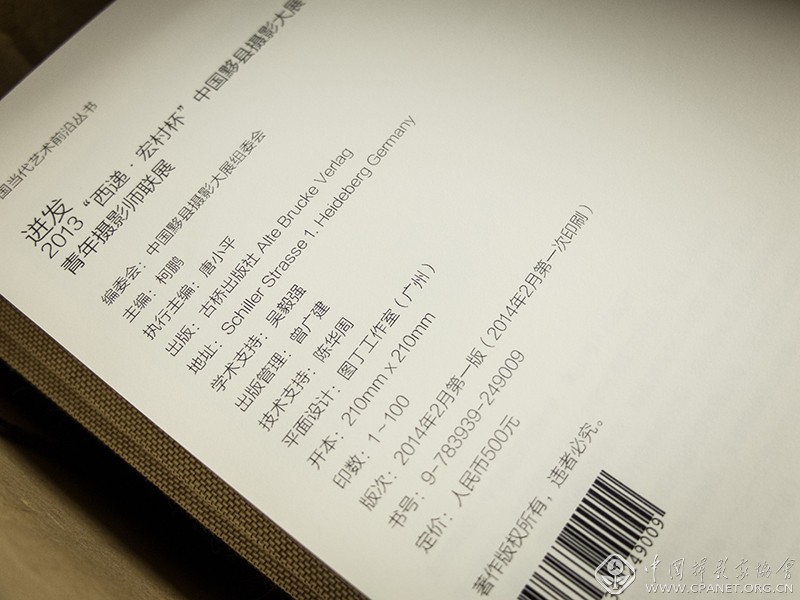 国当代艺术前沿丛书
迸发
2013“西递·宏村杯”中国黟县摄影大展
青年摄影师联展
编委会：中国黟县摄影大展组委会
主编：柯鹏
执行主编：唐小平
出版：古桥出版社 Alte Brucke Verlag
地址：Schiller Strasse 1. Heideberg Germany
学术支持：吴毅强
出版管理：曾广建
技术支持：陈华周
平面设计：图丁工作室（广州）
开本：210mm x 210mm
印数：1~100
版次：2014年2月第一版（2014年2月第一次印刷）
书号：9-783939-249009
定价：人民币500元
著作版权所有，违者必究。
249009
中国摄影家协会
WWW.CPANET.ORG.CN